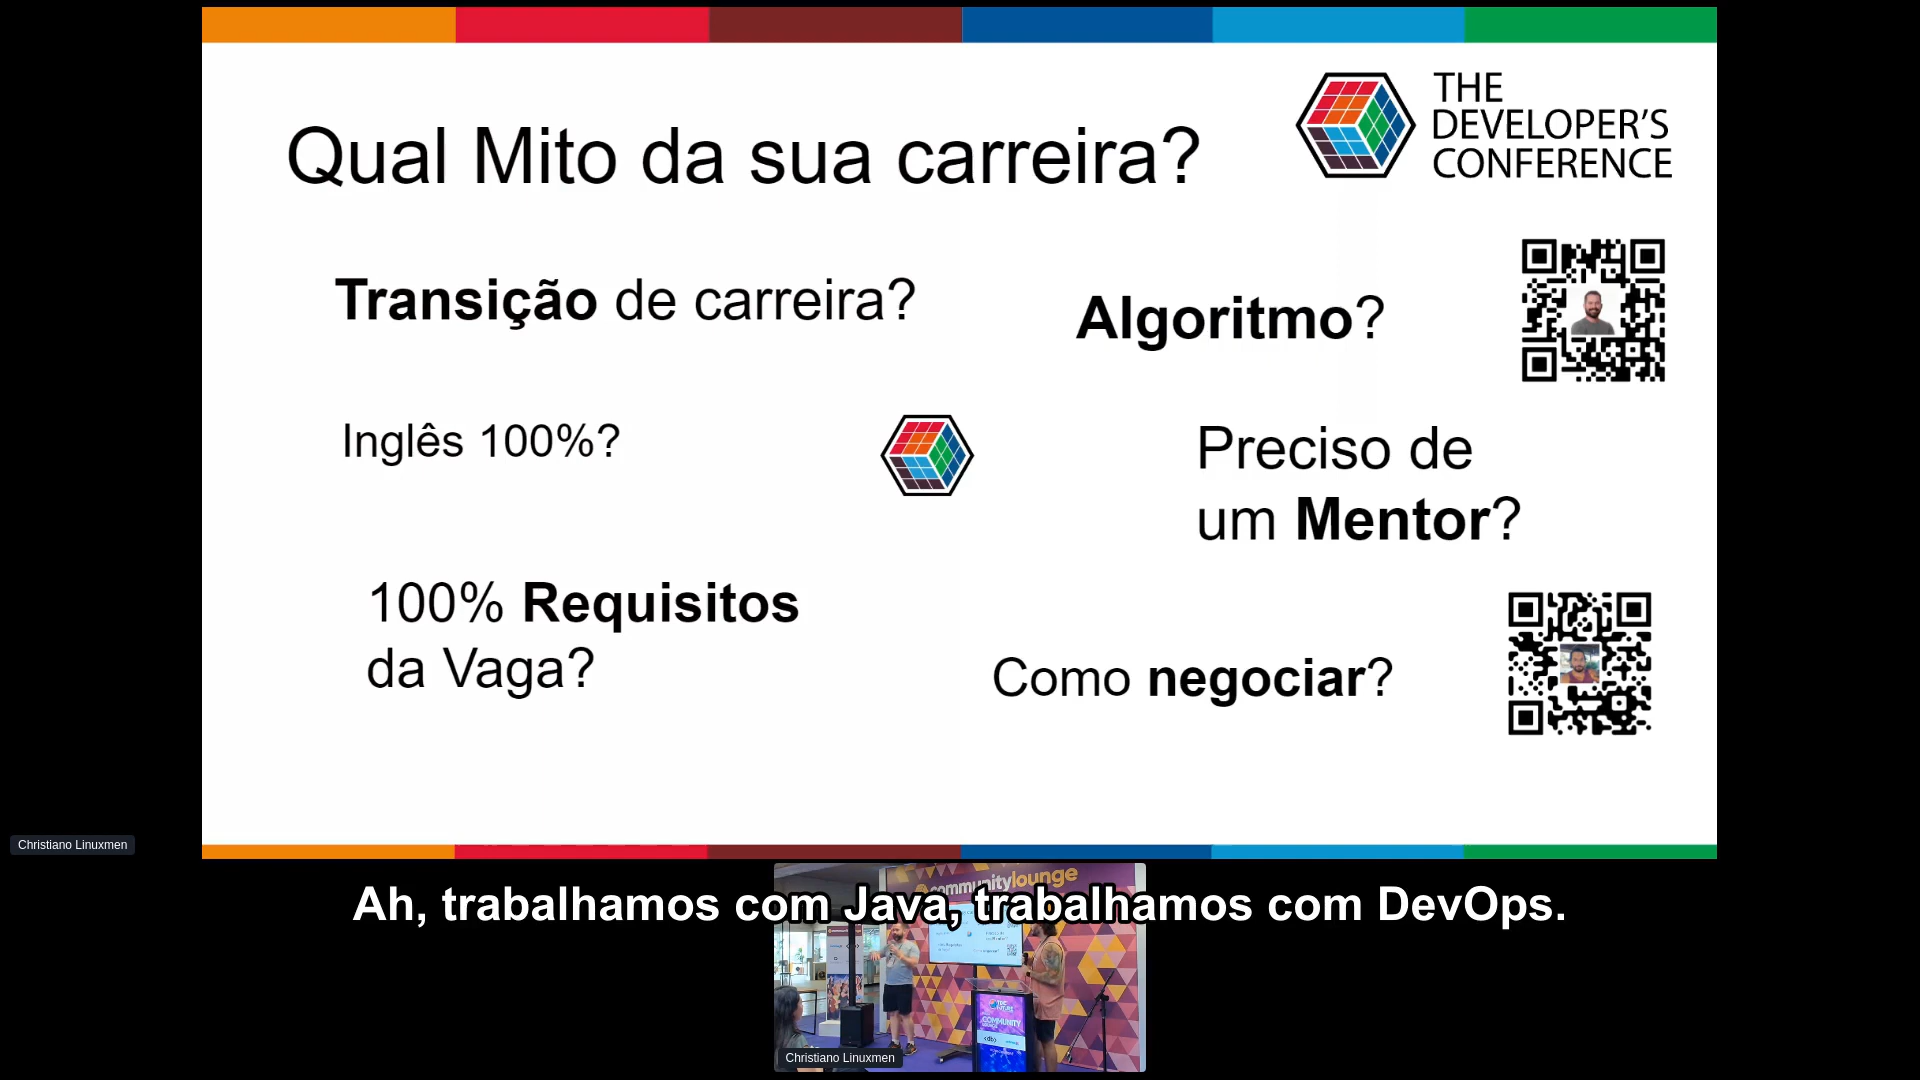 Qual Mito da sua carreira?
THE
DEVELOPER'S
CONFERENCE
Transição de carreira?
Algoritmo?
Inglês 100%?
Preciso de
um Mentor?
100% Requisitos
da Vaga?
Como negociar?
Christiano Linuxmen
communitylounge
Ah, trabalhamos com Java, trabalhamos com DevOps.
COMMUNITY
Christiano Linuxmen